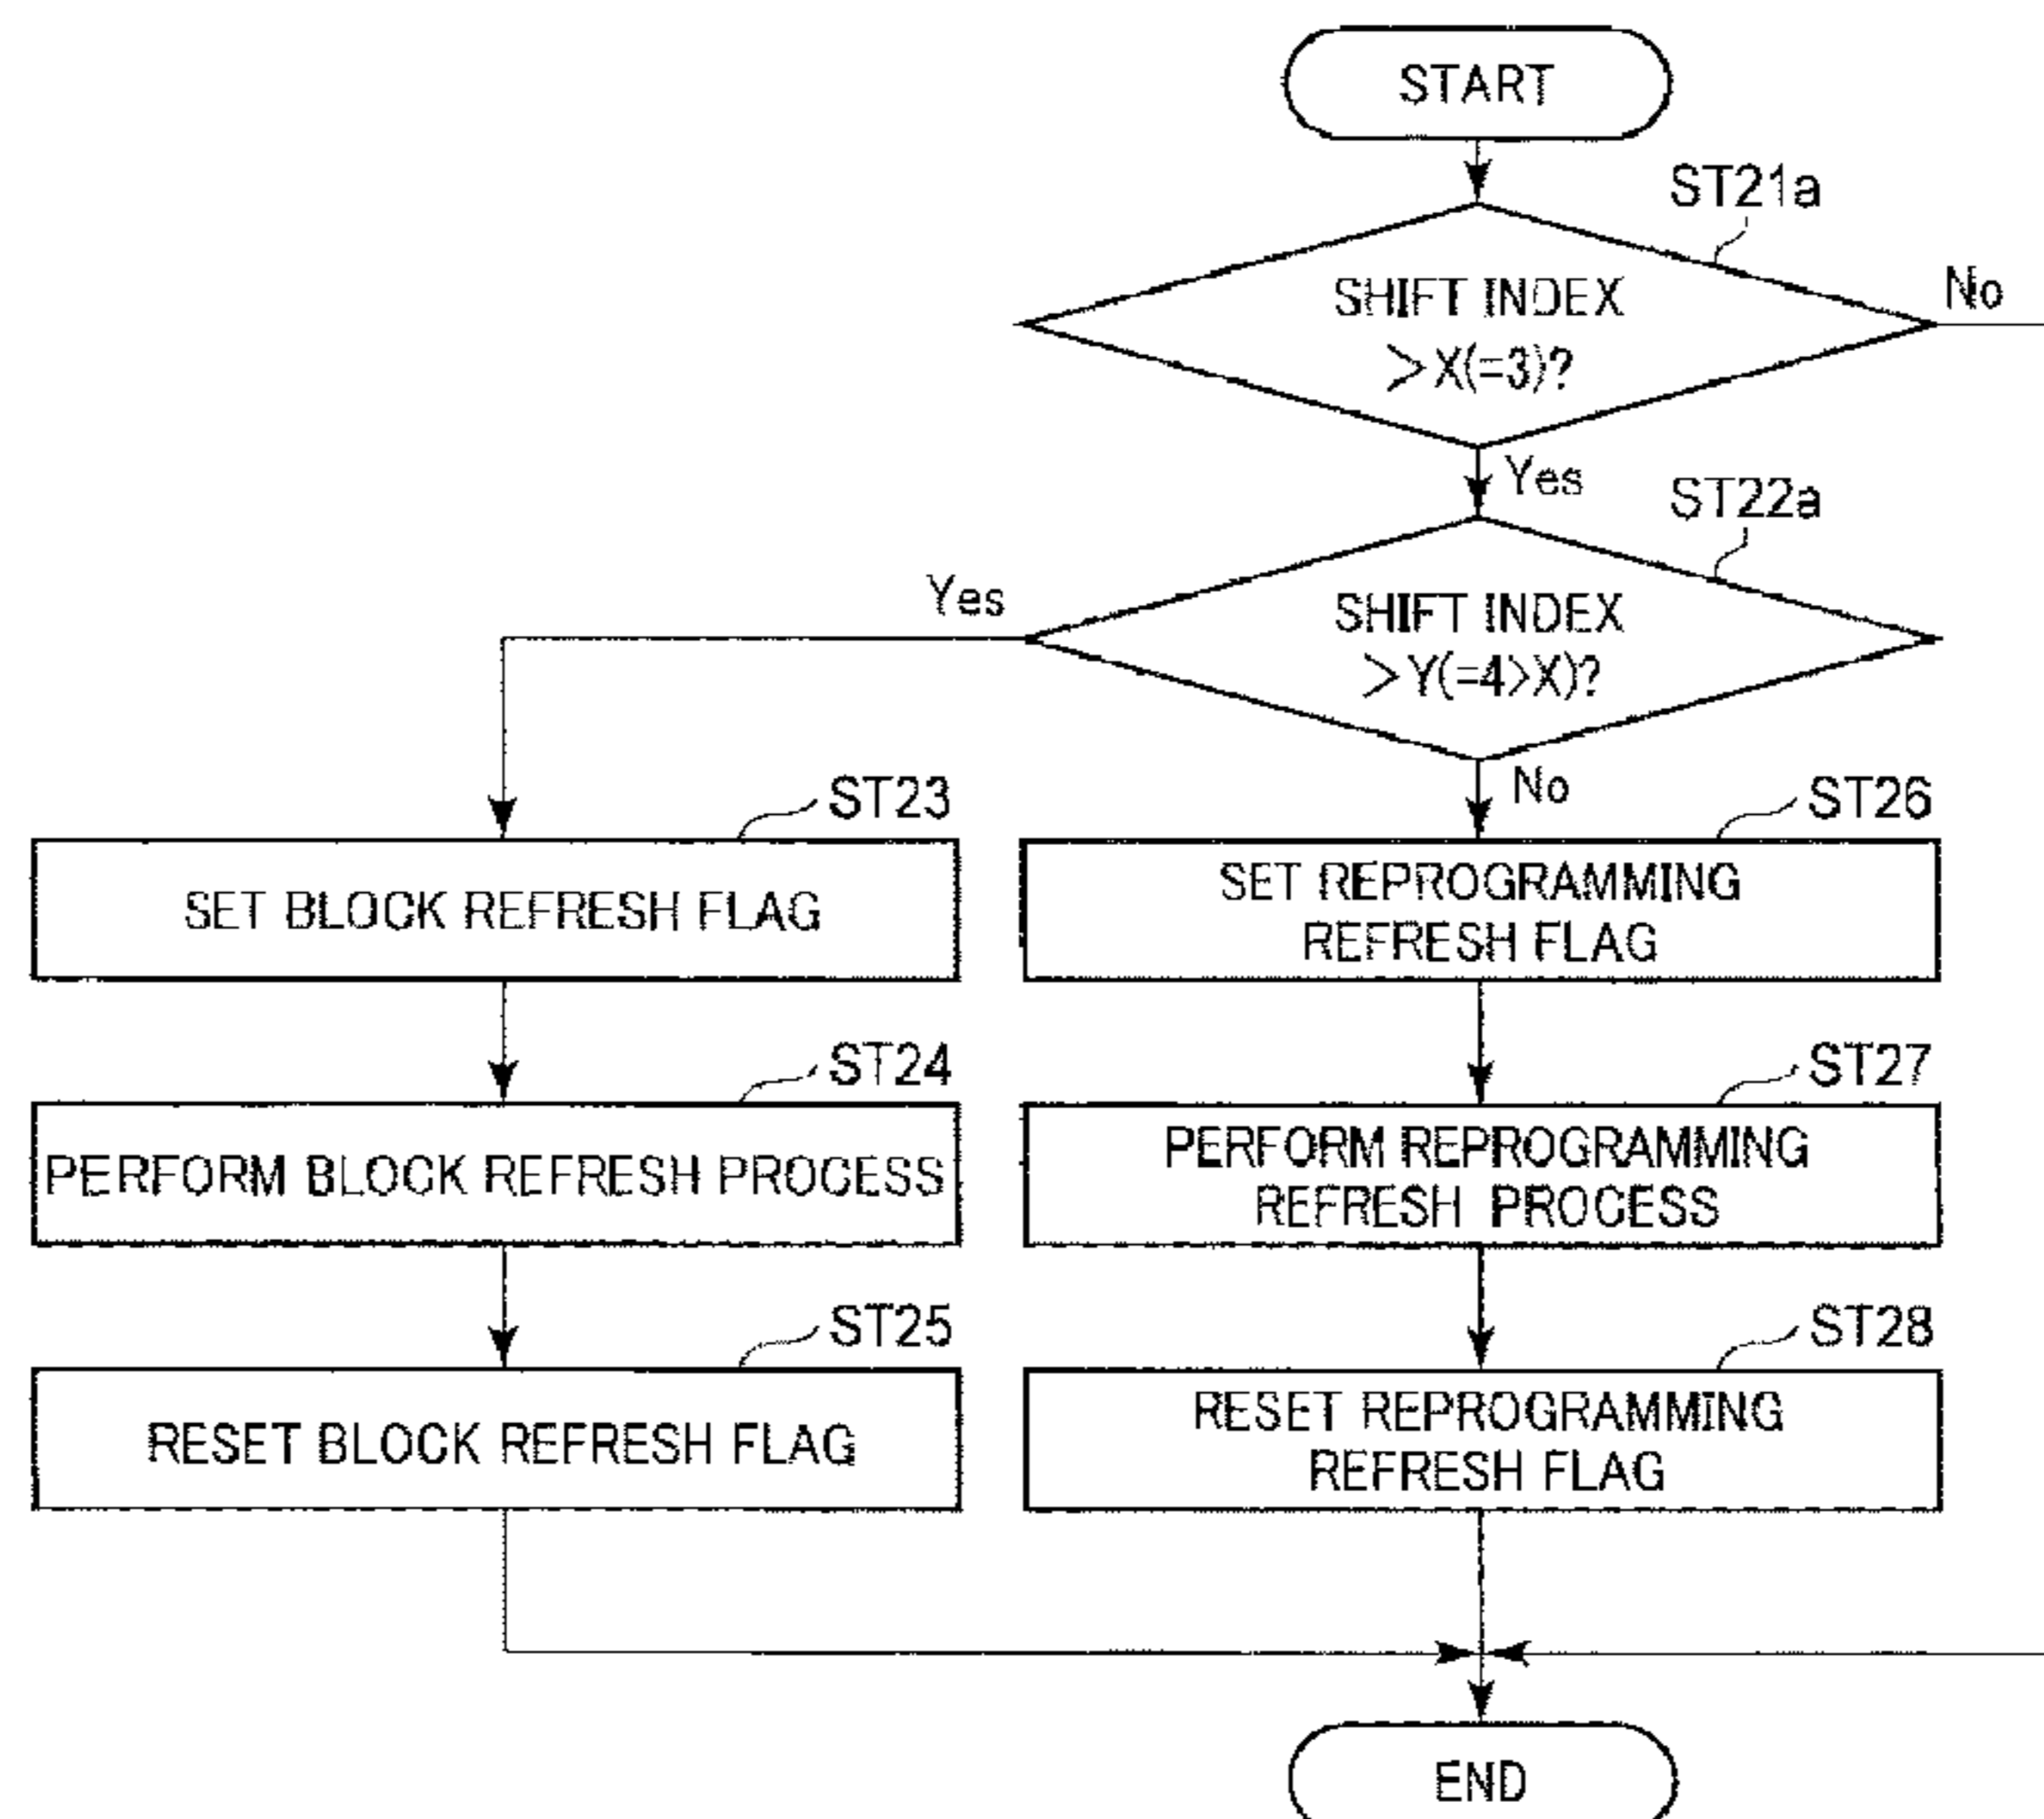 START
ST21a
SHIFT INDEX
>X(=3)?
No
Yes
ST22a
SHIFT INDEX
>Y(=4>X)?
Yes
No
ST23
SET BLOCK REFRESH FLAG
ST24
PERFORM BLOCK REFRESH PROCESS
ST25
RESET BLOCK REFRESH FLAG
ST26
SET REPROGRAMMING
REFRESH FLAG
ST27
PERFORM REPROGRAMMING
REFRESH PROCESS
ST28
RESET REPROGRAMMING
REFRESH FLAG
END